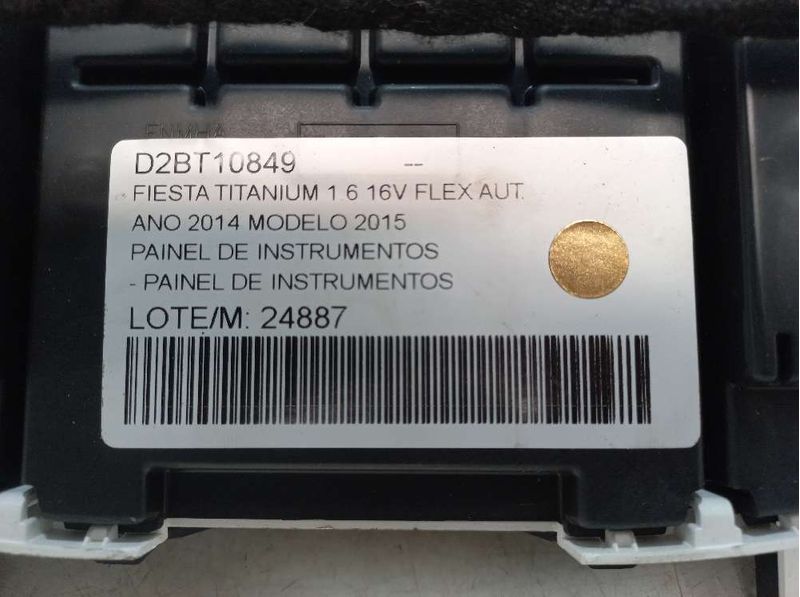 D2BT10849 --
FIESTA TITANIUM 1.6 16V FLEX AUT.
ANO 2014 MODELO 2015
PAINEL DE INSTRUMENTOS
- PAINEL DE INSTRUMENTOS
LOTE/M: 24887